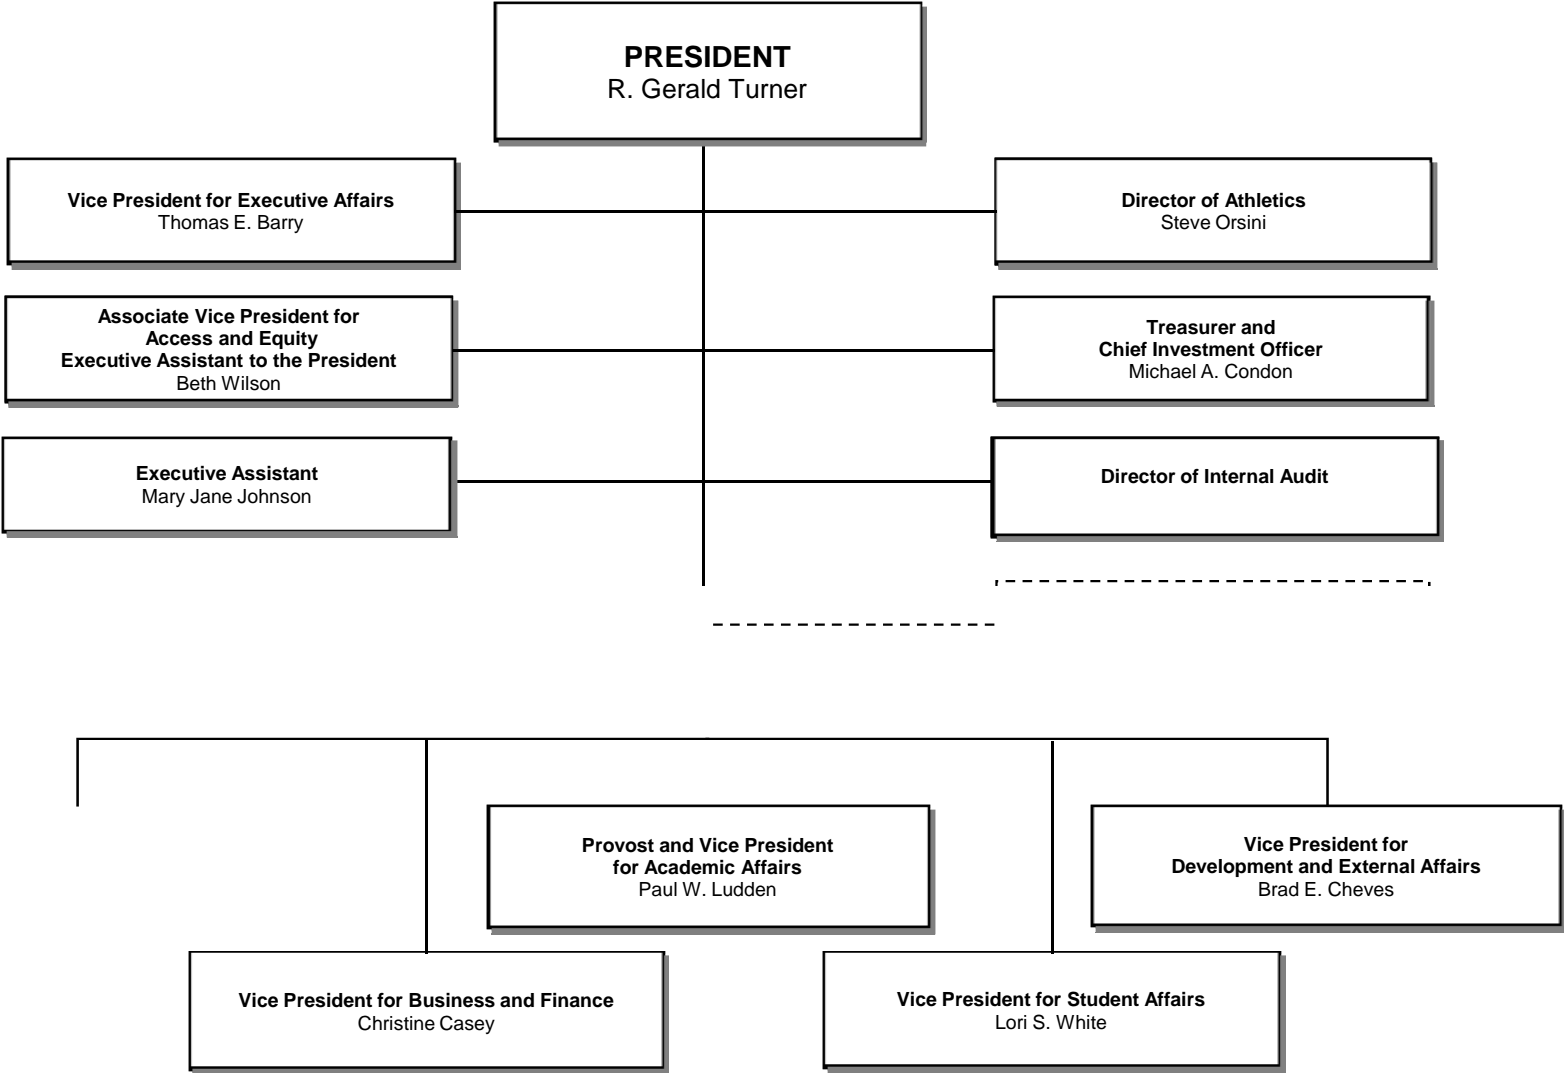 PRESIDENT
R. Gerald Turner
Vice President for Executive Affairs
Thomas E. Barry
Director of Athletics
Steve Orsini
Associate Vice President for
Access and Equity
Executive Assistant to the President
Beth Wilson
Treasurer and
Chief Investment Officer
Michael A. Condon
Executive Assistant
Mary Jane Johnson
Director of Internal Audit
Provost and Vice President
for Academic Affairs
Paul W. Ludden
Vice President for
Development and External Affairs
Brad E. Cheves
Vice President for Business and Finance
Christine Casey
Vice President for Student Affairs
Lori S. White